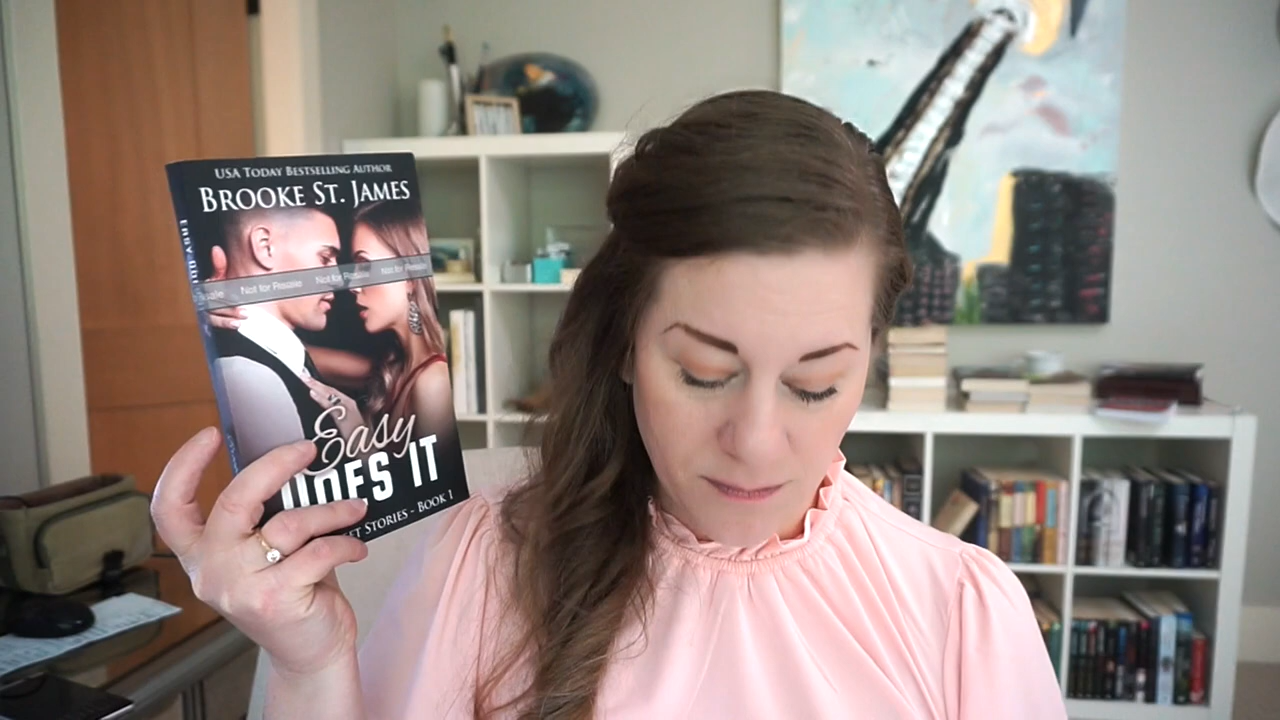 USA TODAY BESTSELLING AUTHOR
BROOKE ST. JAMES
Not for Resale Not for Resale Not for Resale
Easy
DOES IT
STORIES - BOOK 1